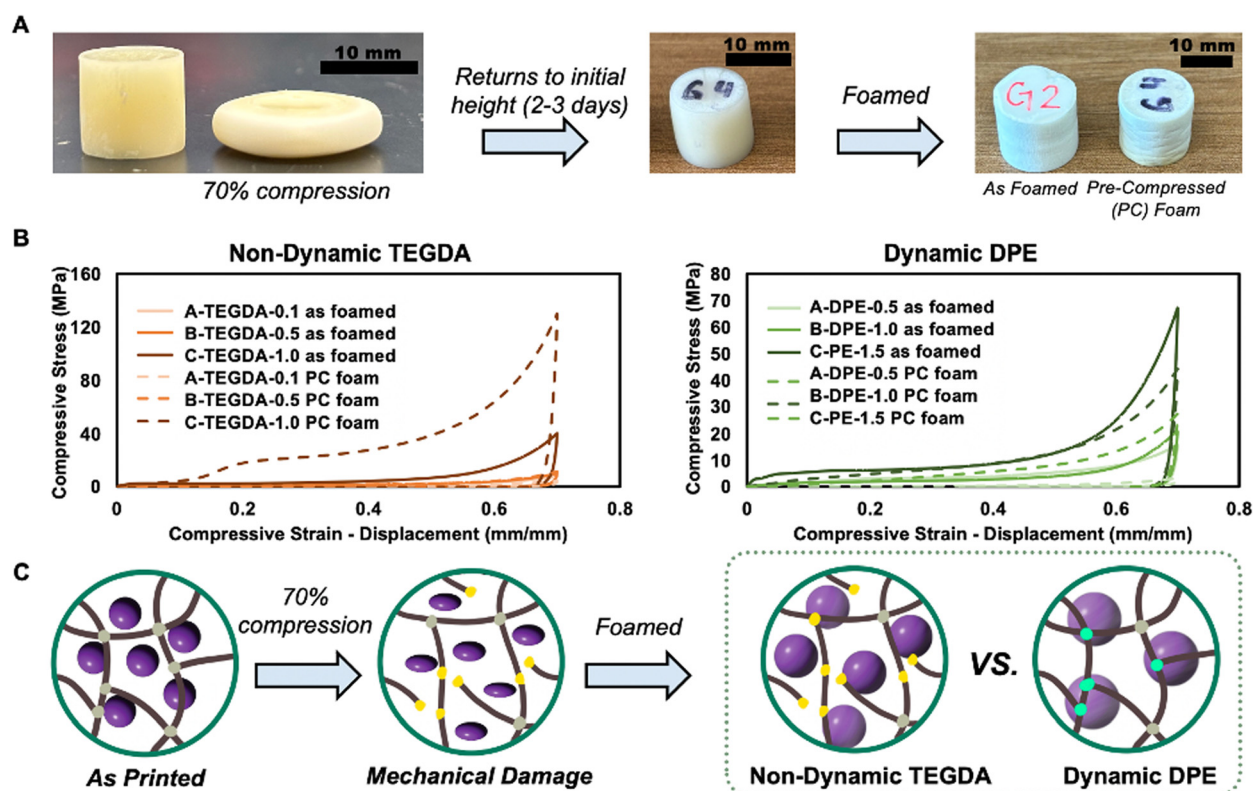 A
10 mm
70% compression
Returns to initial
height (2-3 days)
10 mm
G4
Foamed
10 mm
G2
G4
As Foamed
Pre-Compressed
(PC) Foam
B
Non-Dynamic TEGDA
Compressive Stress (MPa)
160
120
80
40
0
A-TEGDA-0.1 as foamed
B-TEGDA-0.5 as foamed
C-TEGDA-1.0 as foamed
A-TEGDA-0.1 PC foam
B-TEGDA-0.5 PC foam
C-TEGDA-1.0 PC foam
0 0.2 0.4 0.6 0.8
Compressive Strain - Displacement (mm/mm)
Dynamic DPE
Compressive Stress (MPa)
80
70
60
50
40
30
20
10
0
A-DPE-0.5 as foamed
B-DPE-1.0 as foamed
C-PE-1.5 as foamed
A-DPE-0.5 PC foam
B-DPE-1.0 PC foam
C-PE-1.5 PC foam
0 0.2 0.4 0.6 0.8
Compressive Strain - Displacement (mm/mm)
C
As Printed
70%
compression
Mechanical Damage
Foamed
Non-Dynamic TEGDA
VS.
Dynamic DPE